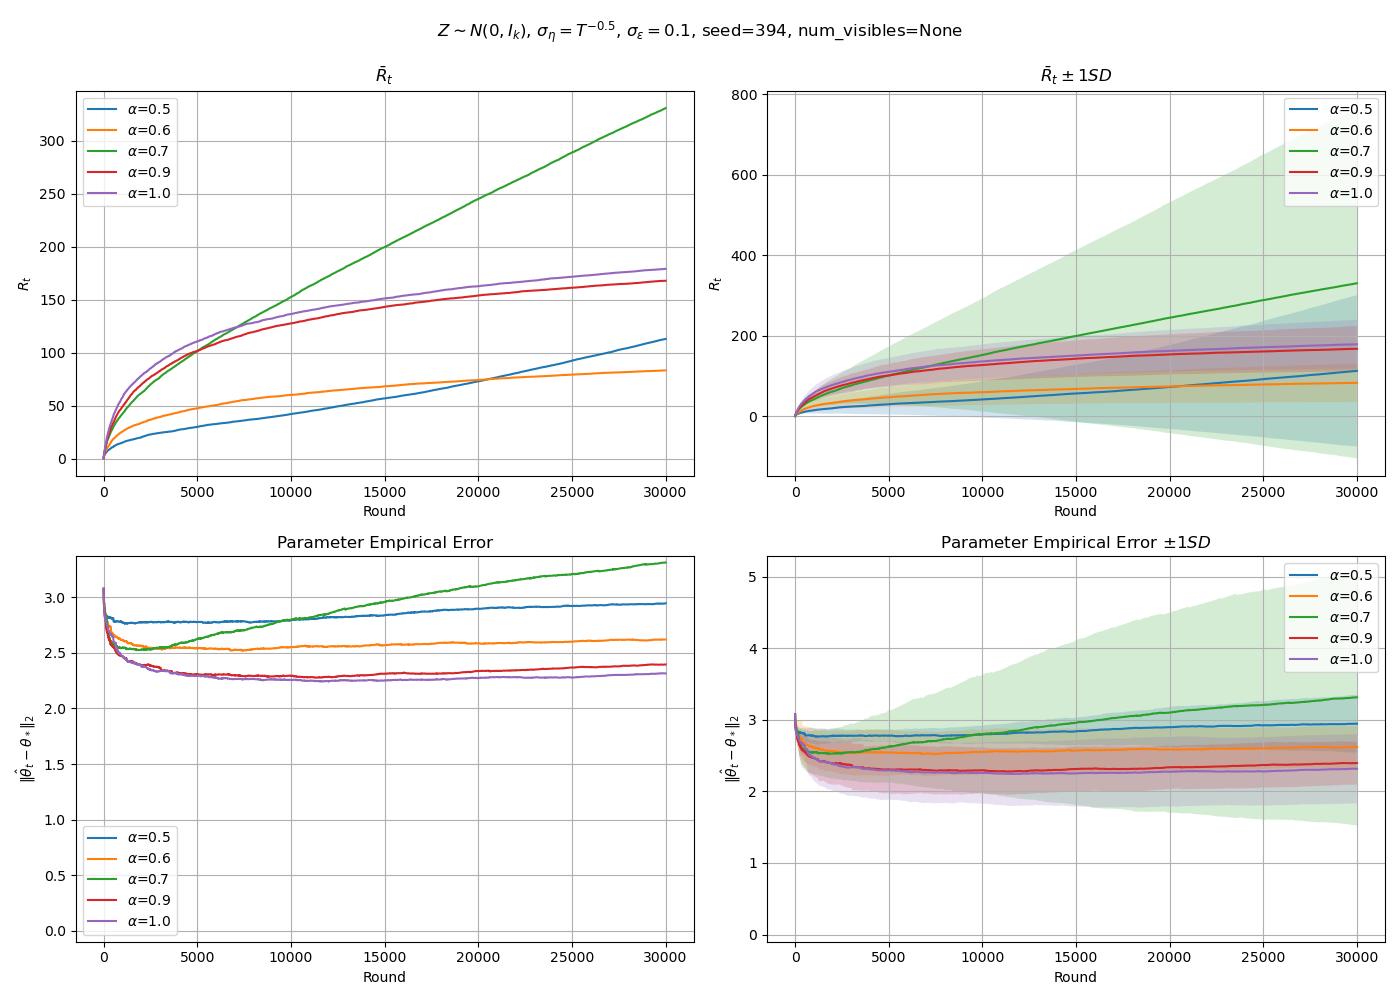 Z ∼ N(0, I_k), σ_η = T^{−0.5}, σ_ε = 0.1, seed=394, num_visibles=None
R̄_t
R_t
300
250
200
150
100
50
0
α=0.5
α=0.6
α=0.7
α=0.9
α=1.0
0 5000 10000 15000 20000 25000 30000
Round
R̄_t ± 1SD
R_t
800
600
400
200
0
α=0.5
α=0.6
α=0.7
α=0.9
α=1.0
0 5000 10000 15000 20000 25000 30000
Round
Parameter Empirical Error
‖θ̂_t − θ_*‖_2
3.0
2.5
2.0
1.5
1.0
0.5
0.0
α=0.5
α=0.6
α=0.7
α=0.9
α=1.0
0 5000 10000 15000 20000 25000 30000
Round
Parameter Empirical Error ±1SD
‖θ̂_t − θ_*‖_2
5
4
3
2
1
0
α=0.5
α=0.6
α=0.7
α=0.9
α=1.0
0 5000 10000 15000 20000 25000 30000
Round